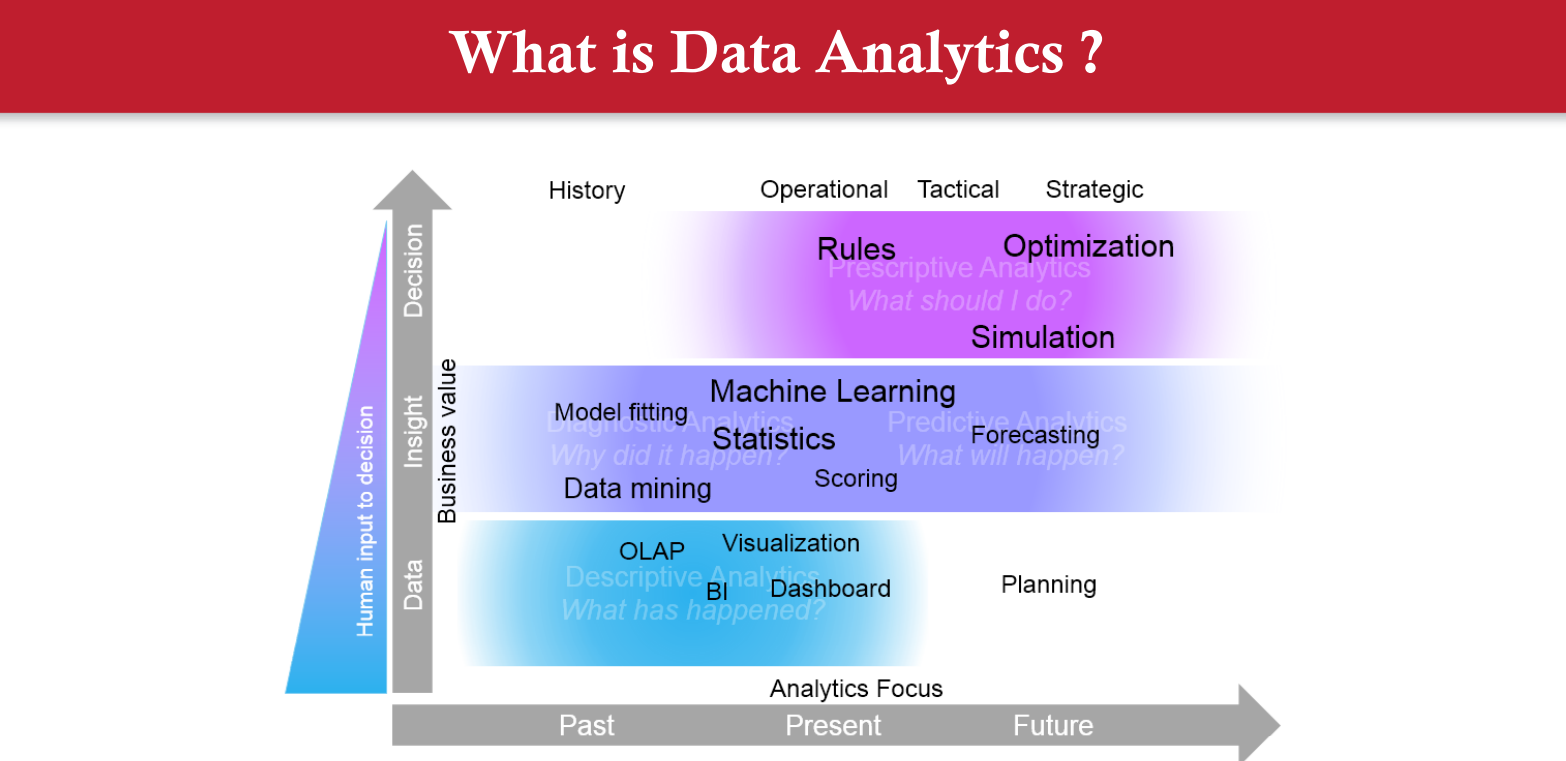 What is Data Analytics ?
History
Operational
Tactical
Strategic
Decision
Insight
Data
Human input to decision
Business value
Rules
Optimization
Prescriptive Analytics
What should I do?
Simulation
Machine Learning
Model fitting
Diagnostic Analytics
Predictive Analytics
Statistics
Forecasting
Why did it happen?
What will happen?
Scoring
Data mining
OLAP
Visualization
Descriptive Analytics
BI
Dashboard
Planning
What has happened?
Analytics Focus
Past
Present
Future